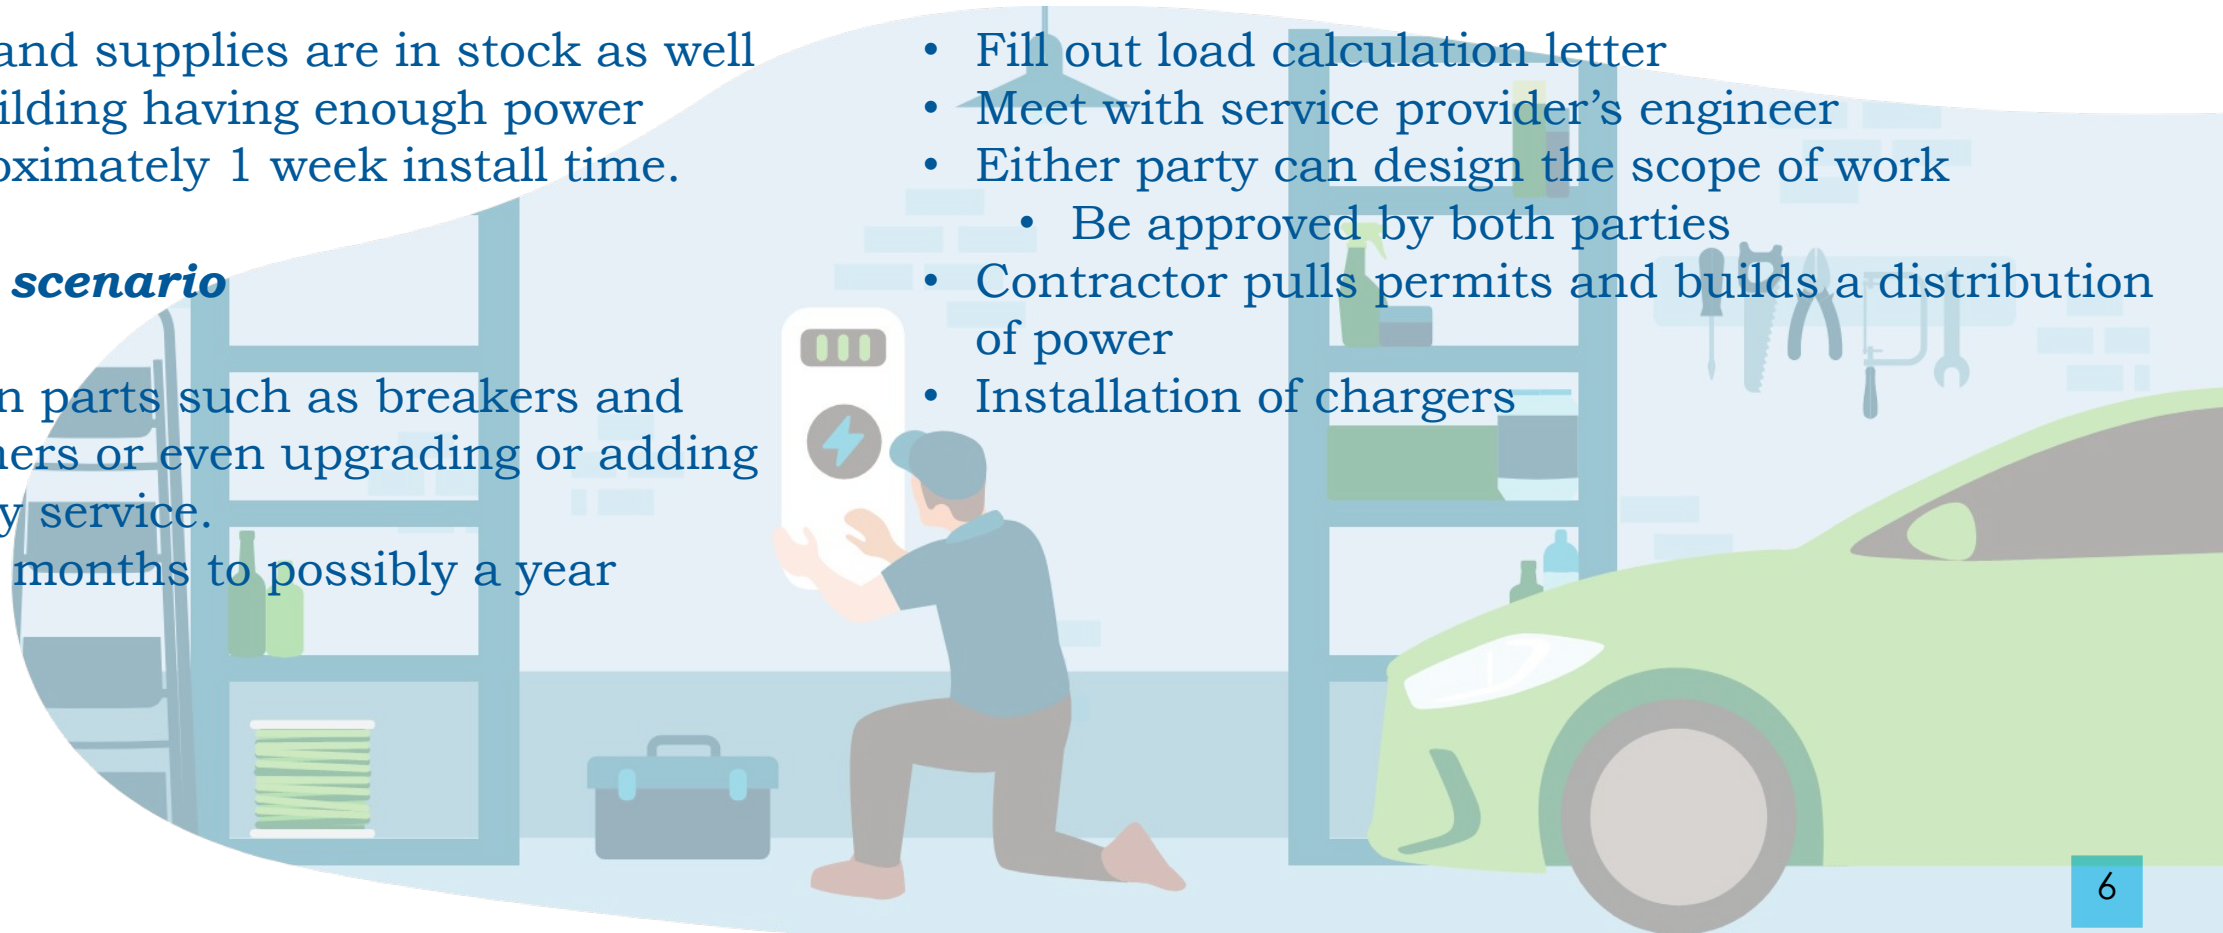 and supplies are in stock as well
having enough power
1 week install time.
scenario
parts such as breakers and
or even upgrading or adding
service.
months to possibly a year
• Fill out load calculation letter
• Meet with service provider’s engineer
• Either party can design the scope of work
• Be approved by both parties
• Contractor pulls permits and builds a distribution
of power
• Installation of chargers
6